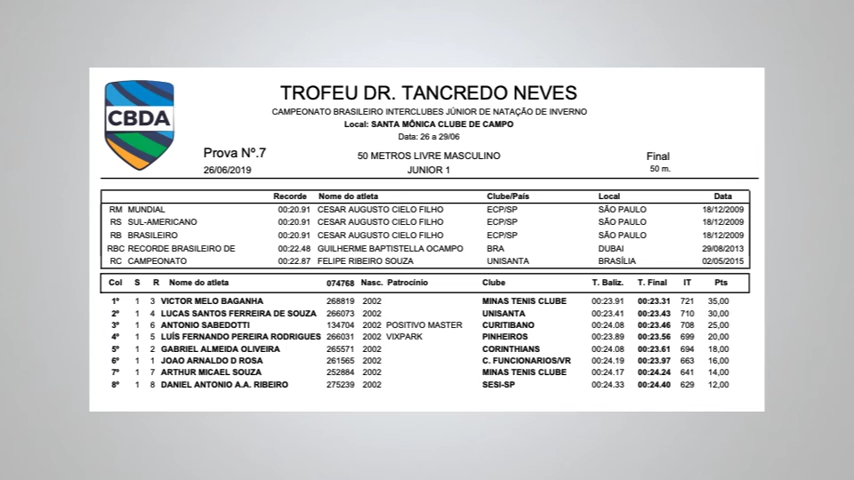 CBDA
TROFEU DR. TANCREDO NEVES
CAMPEONATO BRASILEIRO INTERCLUBES JÚNIOR DE NATAÇÃO DE INVERNO
Local: SANTA MÔNICA CLUBE DE CAMPO
Data: 26 a 29/06
Prova Nº.7 50 METROS LIVRE MASCULINO Final
26/06/2019 JUNIOR 1 50 m.
Recorde Nome do atleta Clube/País Local Data
RM MUNDIAL 00:20.91 CESAR AUGUSTO CIELO FILHO ECP/SP SÃO PAULO 18/12/2009
RS SUL-AMERICANO 00:20.91 CESAR AUGUSTO CIELO FILHO ECP/SP SÃO PAULO 18/12/2009
RB BRASILEIRO 00:20.91 CESAR AUGUSTO CIELO FILHO ECP/SP SÃO PAULO 18/12/2009
RBC RECORDE BRASILEIRO DE 00:22.48 GUILHERME BAPTISTELLA OCAMPO BRA DUBAI 29/08/2013
RC CAMPEONATO 00:22.87 FELIPE RIBEIRO SOUZA UNISANTA BRASÍLIA 02/05/2015
Col S R Nome do atleta 074768 Nasc. Patrocínio Clube T. Baliz. T. Final IT Pts
1º 1 3 VICTOR MELO BAGANHA 268819 2002 MINAS TENIS CLUBE 00:23.91 00:23.31 721 35,00
2º 1 4 LUCAS SANTOS FERREIRA DE SOUZA 266073 2002 UNISANTA 00:23.41 00:23.43 710 30,00
3º 1 6 ANTONIO SABEDOTTI 134704 2002 POSITIVO MASTER CURITIBANO 00:24.08 00:23.46 708 25,00
4º 1 5 LUÍS FERNANDO PEREIRA RODRIGUES 266031 2002 VIXPARK PINHEIROS 00:23.89 00:23.56 699 20,00
5º 1 2 GABRIEL ALMEIDA OLIVEIRA 265571 2002 CORINTHIANS 00:24.08 00:23.61 694 18,00
6º 1 1 JOAO ARNALDO D ROSA 261565 2002 C. FUNCIONARIOS/VR 00:24.19 00:23.97 663 16,00
7º 1 7 ARTHUR MICAEL SOUZA 252884 2002 MINAS TENIS CLUBE 00:24.17 00:24.24 641 14,00
8º 1 8 DANIEL ANTONIO A.A. RIBEIRO 275239 2002 SESI-SP 00:24.33 00:24.40 629 12,00